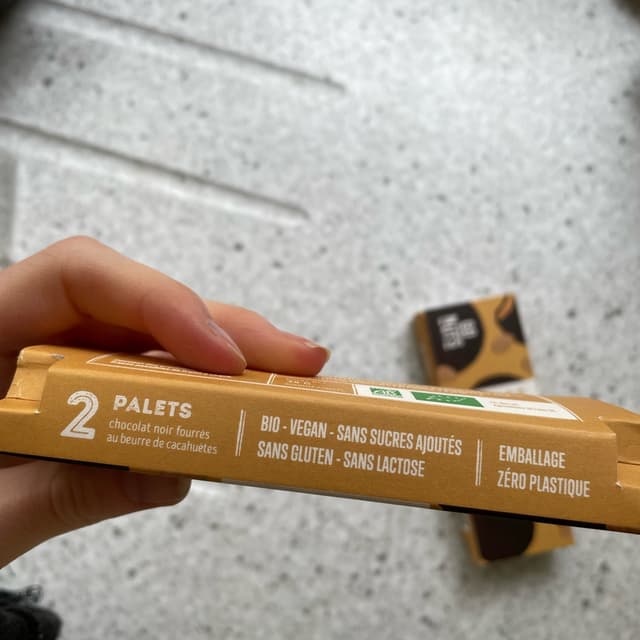 2 PALETS
chocolat noir fourrés
au beurre de cacahuetes
BIO - VEGAN - SANS SUCRES AJOUTÉS
SANS GLUTEN - SANS LACTOSE
EMBALLAGE
ZÉRO PLASTIQUE
AB